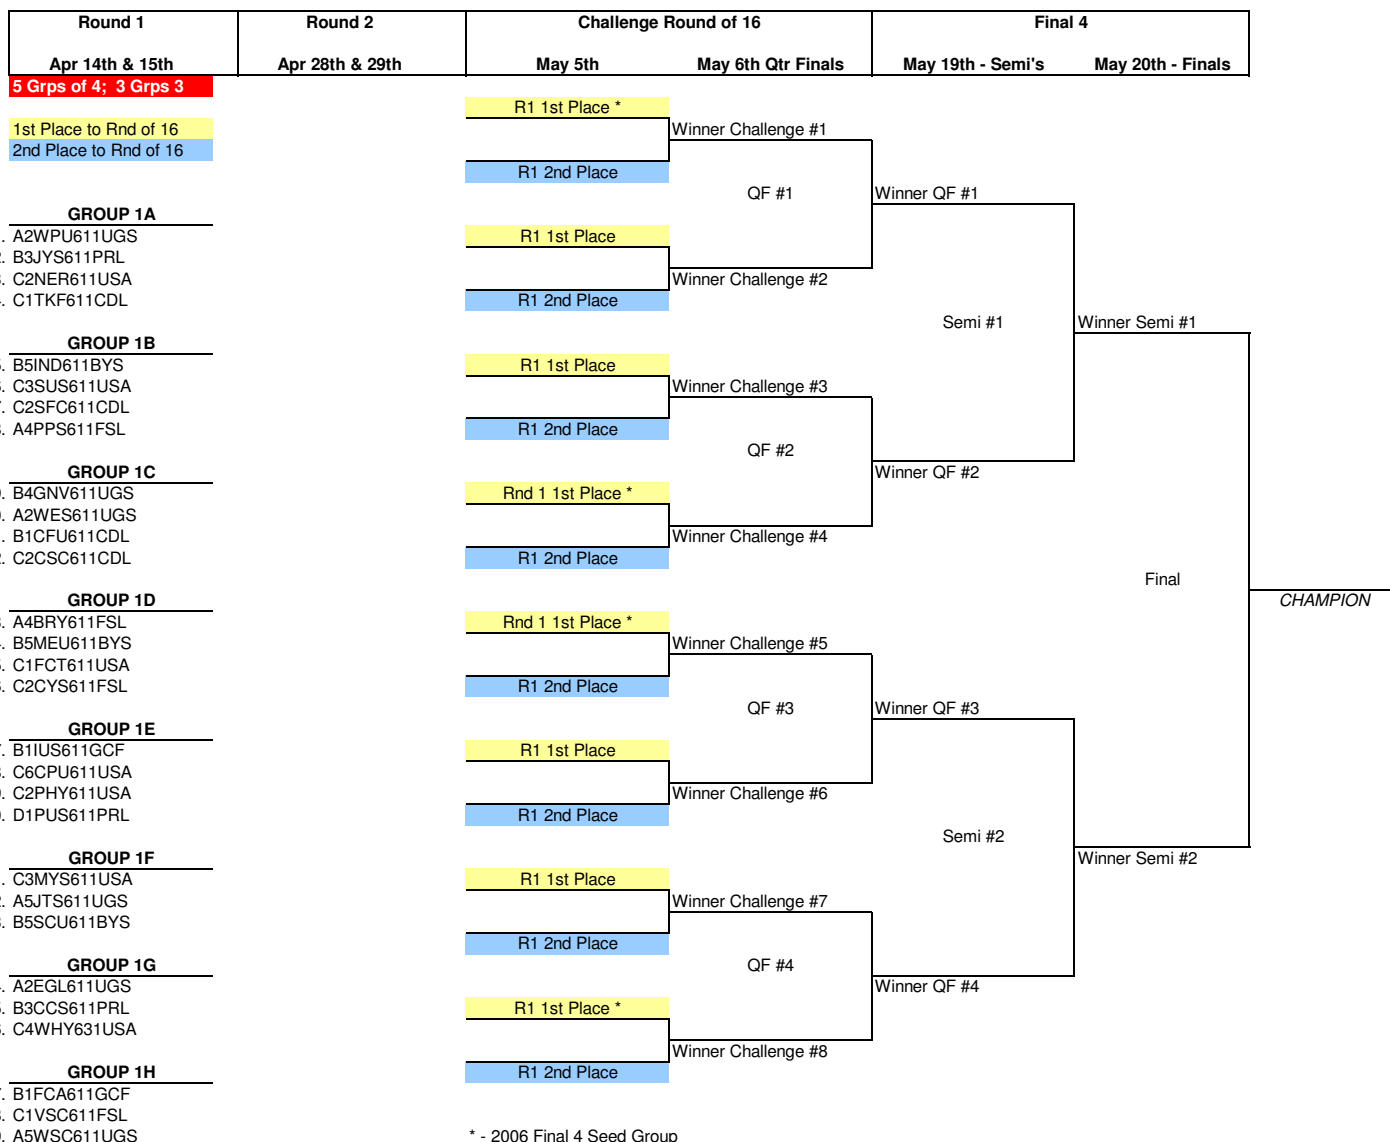 Round 1
Round 2
Challenge Round of 16
Final 4
Apr 14th & 15th
Apr 28th & 29th
May 5th
May 6th Qtr Finals
May 19th - Semi's
May 20th - Finals
5 Grps of 4; 3 Grps 3
1st Place to Rnd of 16
2nd Place to Rnd of 16
GROUP 1A
A2WPU611UGS
B3JYS611PRL
C2NER611USA
C1TKF611CDL
GROUP 1B
B5IND611BYS
C3SUS611USA
C2SFC611CDL
A4PPS611FSL
GROUP 1C
B4GNV611UGS
A2WES611UGS
B1CFU611CDL
C2CSC611CDL
GROUP 1D
A4BRY611FSL
B5MEU611BYS
C1FCT611USA
C2CYS611FSL
GROUP 1E
B1IUS611GCF
C6CPU611USA
C2PHY611USA
D1PUS611PRL
GROUP 1F
C3MYS611USA
A5JTS611UGS
B5SCU611BYS
GROUP 1G
A2EGL611UGS
B3CCS611PRL
C4WHY631USA
GROUP 1H
B1FCA611GCF
C1VSC611FSL
A5WSC611UGS
R1 1st Place *
R1 2nd Place
R1 1st Place
R1 2nd Place
R1 1st Place
R1 2nd Place
Rnd 1 1st Place *
R1 2nd Place
Rnd 1 1st Place *
R1 2nd Place
R1 1st Place
R1 2nd Place
R1 1st Place
R1 2nd Place
R1 1st Place *
R1 2nd Place
* - 2006 Final 4 Seed Group
Winner Challenge #1
QF #1
Winner Challenge #2
Winner Challenge #3
QF #2
Winner Challenge #4
Winner Challenge #5
QF #3
Winner Challenge #6
Winner Challenge #7
QF #4
Winner Challenge #8
Winner QF #1
Semi #1
Winner QF #2
Winner QF #3
Semi #2
Winner QF #4
Winner Semi #1
Final
Winner Semi #2
CHAMPION